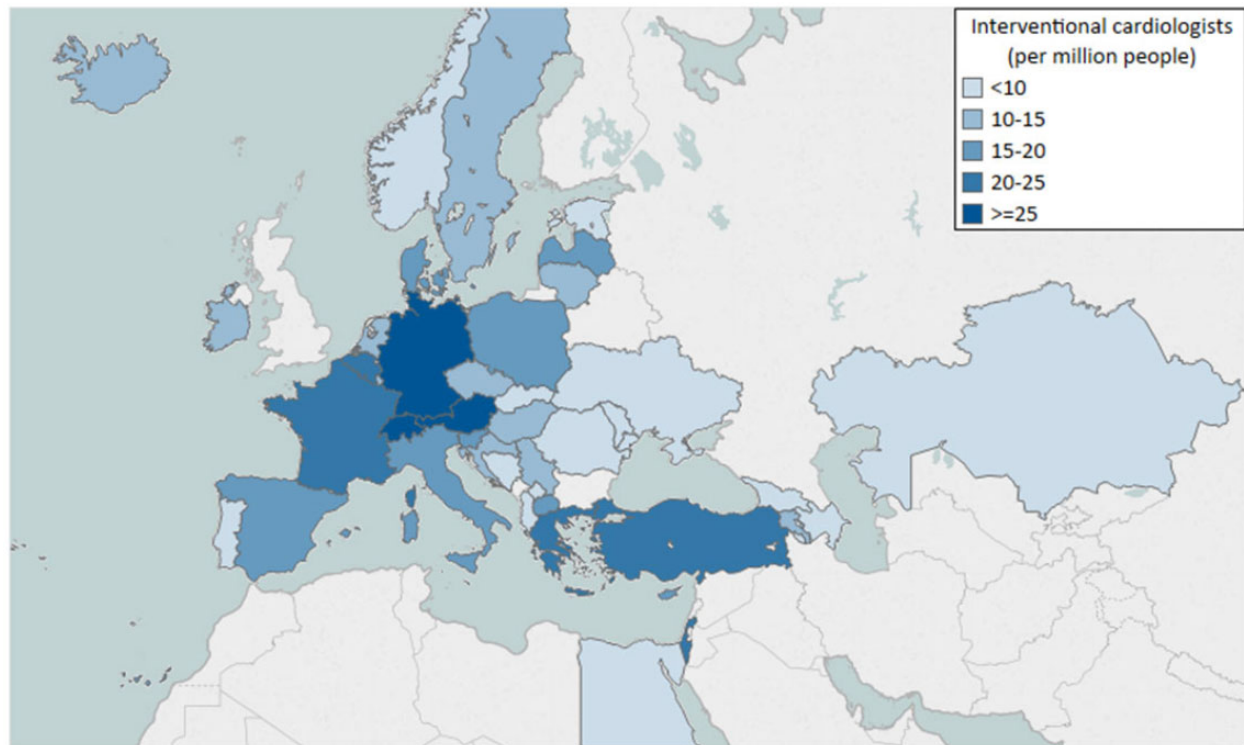 Interventional cardiologists
(per million people)
<10
10-15
15-20
20-25
>=25